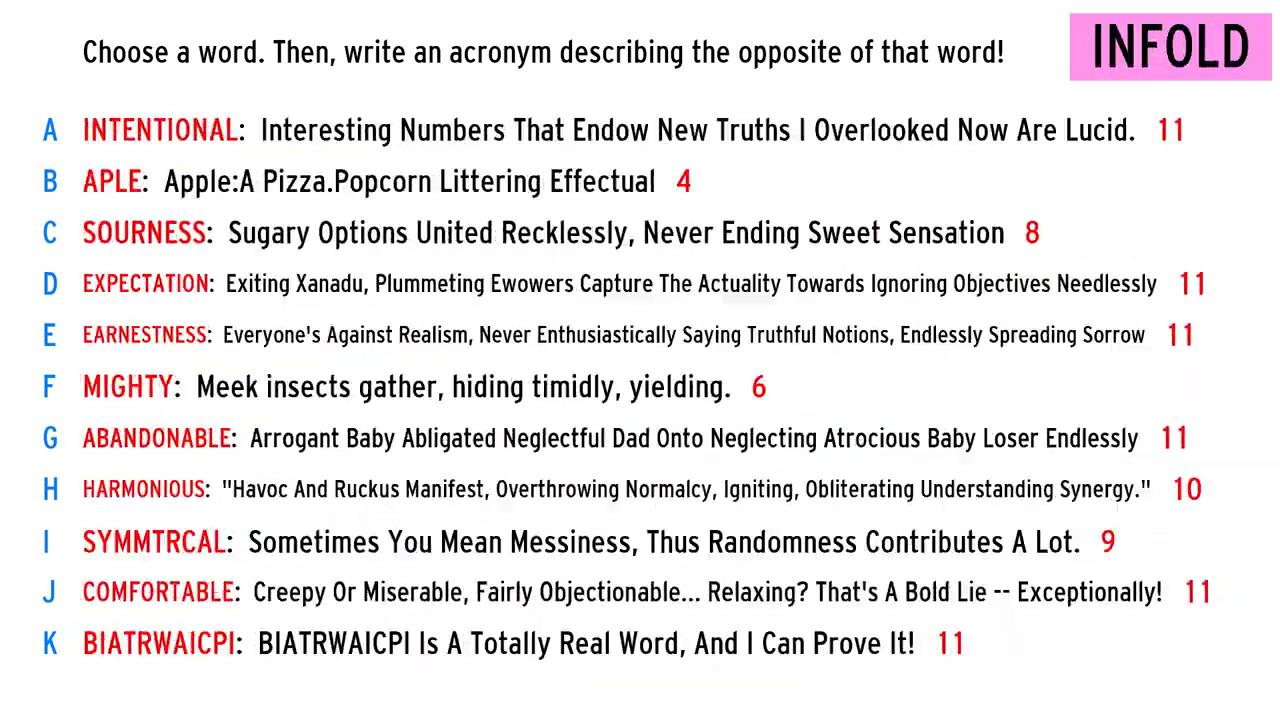 Choose a word. Then, write an acronym describing the opposite of that word!
INFOLD
A INTENTIONAL: Interesting Numbers That Endow New Truths I Overlooked Now Are Lucid. 11
B APLE: Apple:A Pizza.Popcorn Littering Effectual 4
C SOURNESS: Sugary Options United Recklessly, Never Ending Sweet Sensation 8
D EXPECTATION: Exiting Xanadu, Plummeting Ewowers Capture The Actuality Towards Ignoring Objectives Needlessly 11
E EARNESTNESS: Everyone's Against Realism, Never Enthusiastically Saying Truthful Notions, Endlessly Spreading Sorrow 11
F MIGHTY: Meek insects gather, hiding timidly, yielding. 6
G ABANDONABLE: Arrogant Baby Abligated Neglectful Dad Onto Neglecting Atrocious Baby Loser Endlessly 11
H HARMONIOUS: "Havoc And Ruckus Manifest, Overthrowing Normalcy, Igniting, Obliterating Understanding Synergy." 10
I SYMMTRCAL: Sometimes You Mean Messiness, Thus Randomness Contributes A Lot. 9
J COMFORTABLE: Creepy Or Miserable, Fairly Objectionable... Relaxing? That's A Bold Lie -- Exceptionally! 11
K BIATRWAICPI: BIATRWAICPI Is A Totally Real Word, And I Can Prove It! 11